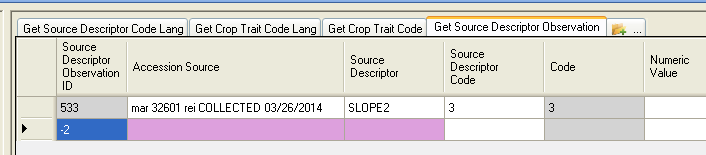 Get Source Descriptor Code Lang Get Crop Trait Code Lang Get Crop Trait Code Get Source Descriptor Observation ...
Source Descriptor Observation ID Accession Source Source Descriptor Source Descriptor Code Code Numeric Value
533 mar 32601 rei COLLECTED 03/26/2014 SLOPE2 3 3
-2